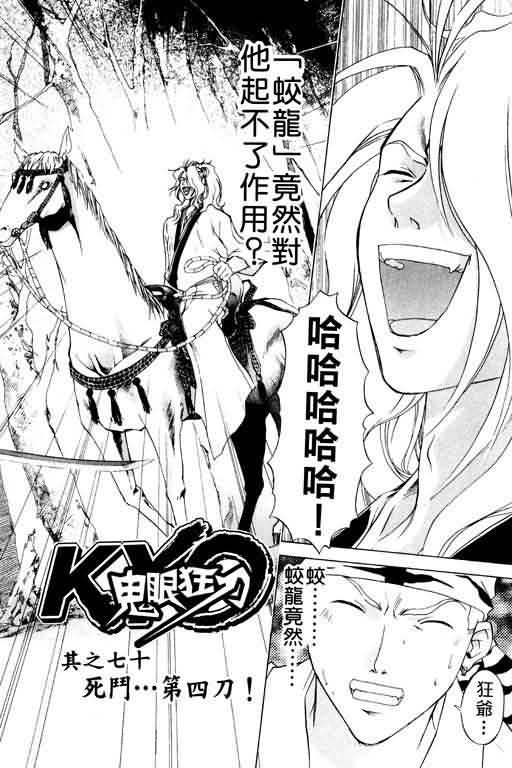 「蛟龍」竟然對
他起不了作用？
哈哈哈哈哈！
KYO
鬼眼狂刀
其之七十
死鬥…第四刀！
蛟……
蛟龍竟然……
狂爺…